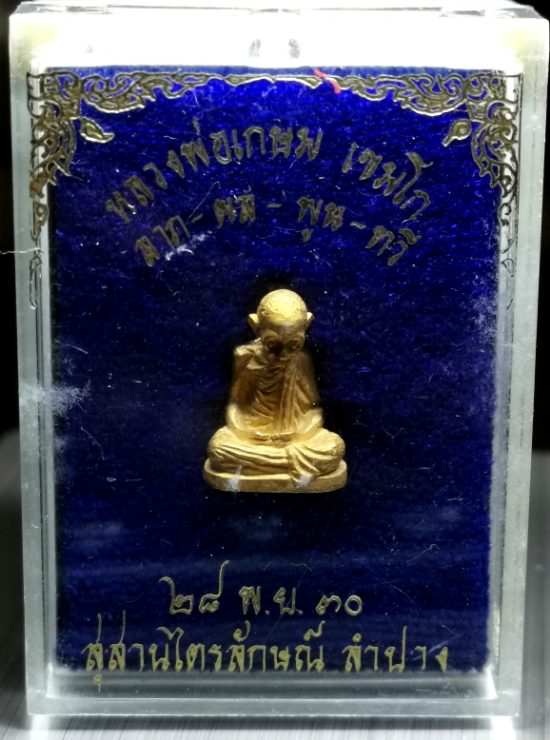 หลวงพ่อเกษม เขมโก
ลาภ-ผล-พูน-ทวี
๒๘ พ.ย. ๓๐
สุสานไตรลักษณ์ ลำปาง